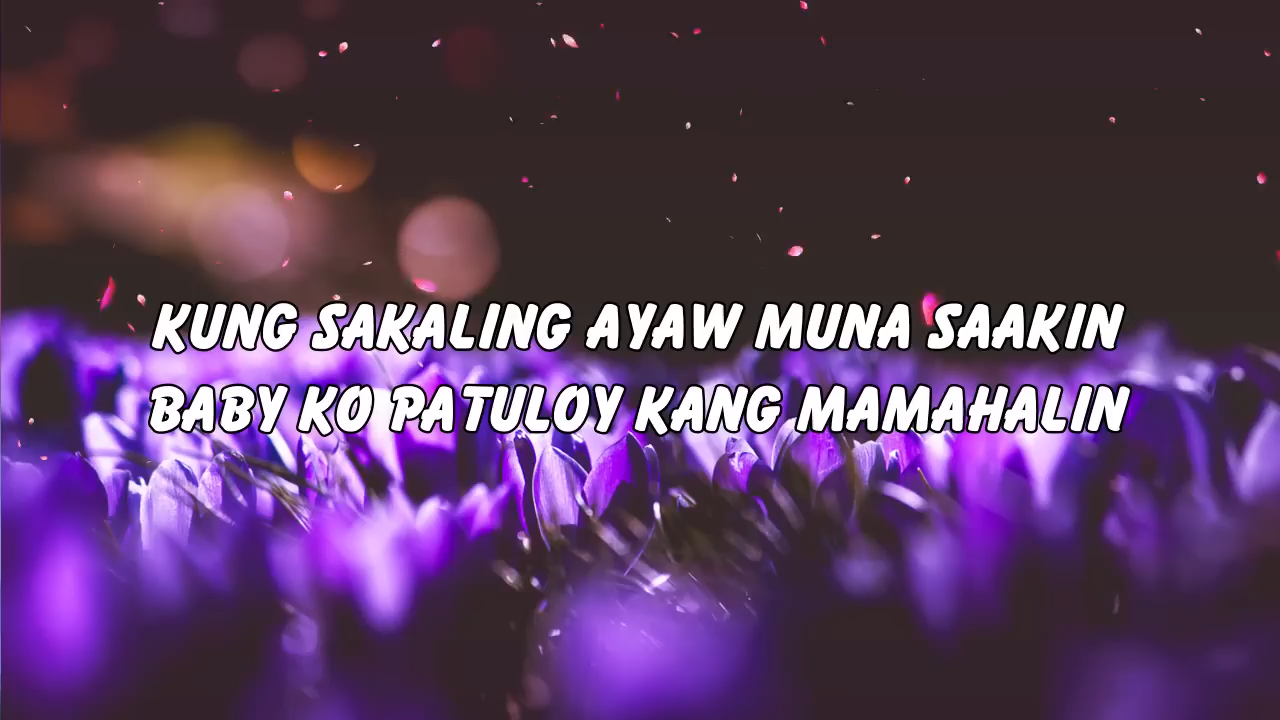 KUNG SAKALING AYAW MUNA SAAKIN
BABY KO PATULOY KANG MAMAHALIN